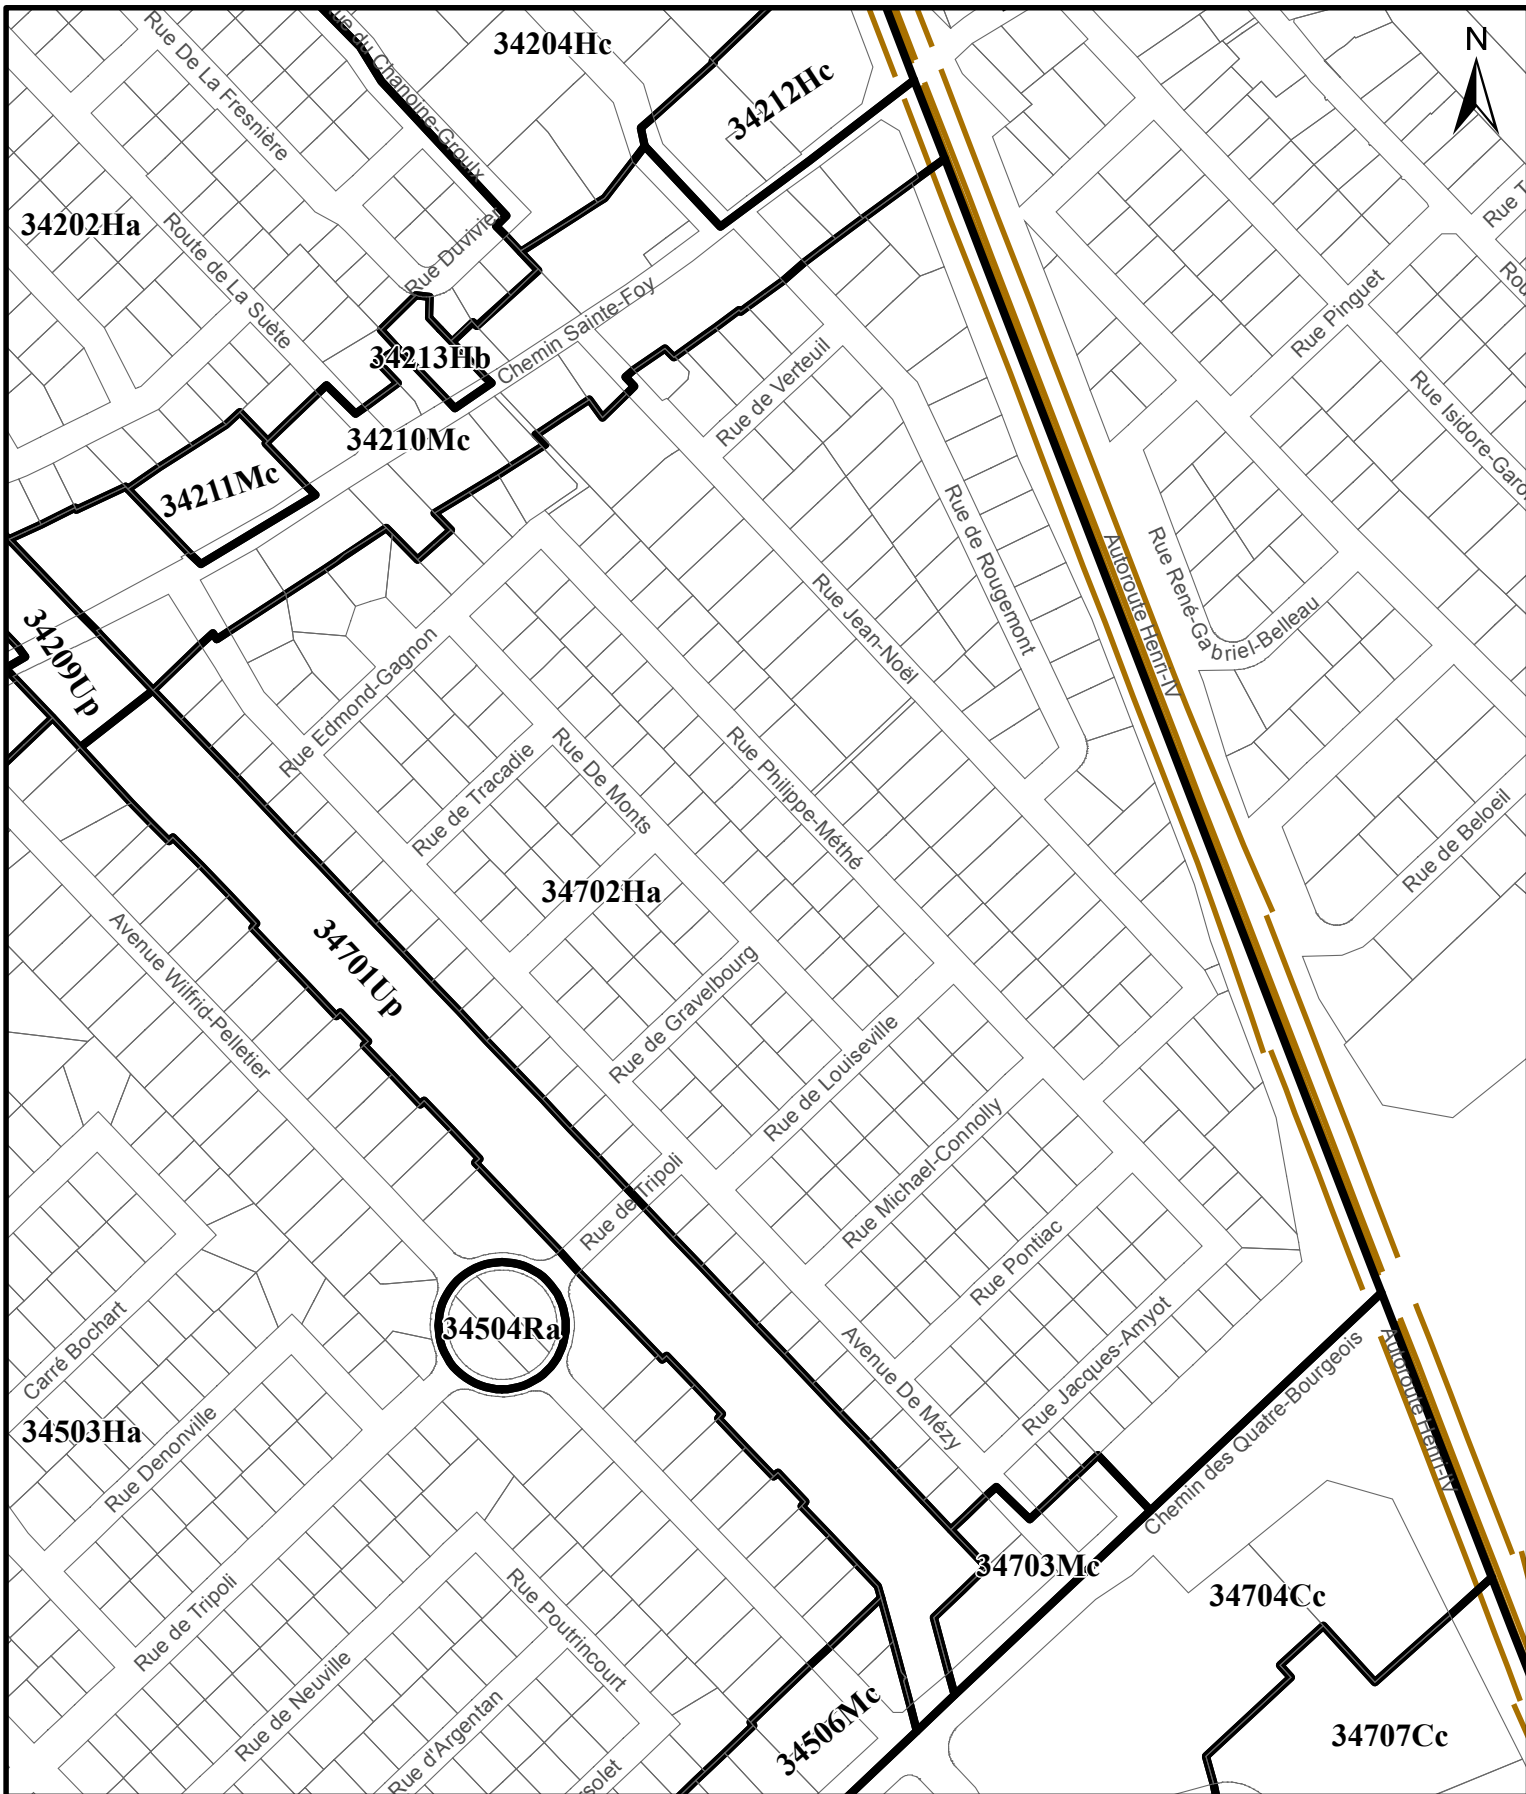 Rue De La Fresnière
Rue du Chanoine-Groulx
34204Hc
34212Hc
N
34202Ha
Route de La Suète
Rue Duvivier
Chemin Sainte-Foy
34213Hb
34210Mc
34211Mc
Rue de Verteuil
Rue Pinguet
Rue Isidore-Garon
Rue de Rougemont
Autoroute Henri-IV
Rue René-Gabriel-Belleau
34209Up
Rue Edmond-Gagnon
Rue Jean-Noël
Rue de Tracadie
Rue De Monts
Rue Philippe-Méthé
Rue de Beloeil
34702Ha
34701Up
Avenue Wilfrid-Pelletier
Rue de Gravelbourg
Rue de Louiseville
Rue Michael-Connolly
Rue de Tripoli
Rue Pontiac
34504Ra
Carré Bochart
Rue Jacques-Amyot
Avenue De Mézy
Chemin des Quatre-Bourgeois
Autoroute Henri-IV
34503Ha
Rue Denonville
34703Mc
34704Cc
Rue de Tripoli
Rue Poutrincourt
Rue de Neuville
Rue d'Argentan
34506Mc
34707Cc